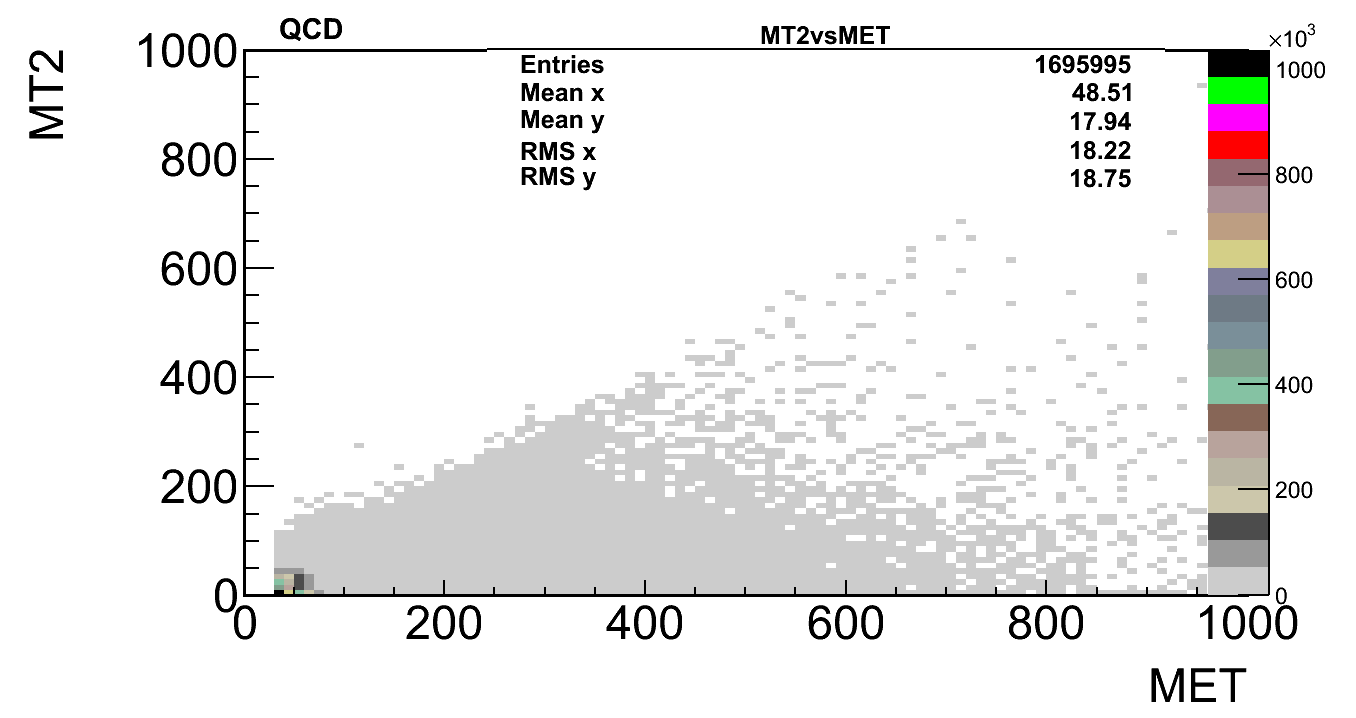 QCD
MT2vsMET
Entries 1695995
Mean x 48.51
Mean y 17.94
RMS x 18.22
RMS y 18.75
MT2
1000
800
600
400
200
0
0 200 400 600 800 1000
MET
×10³
1000
800
600
400
200
0